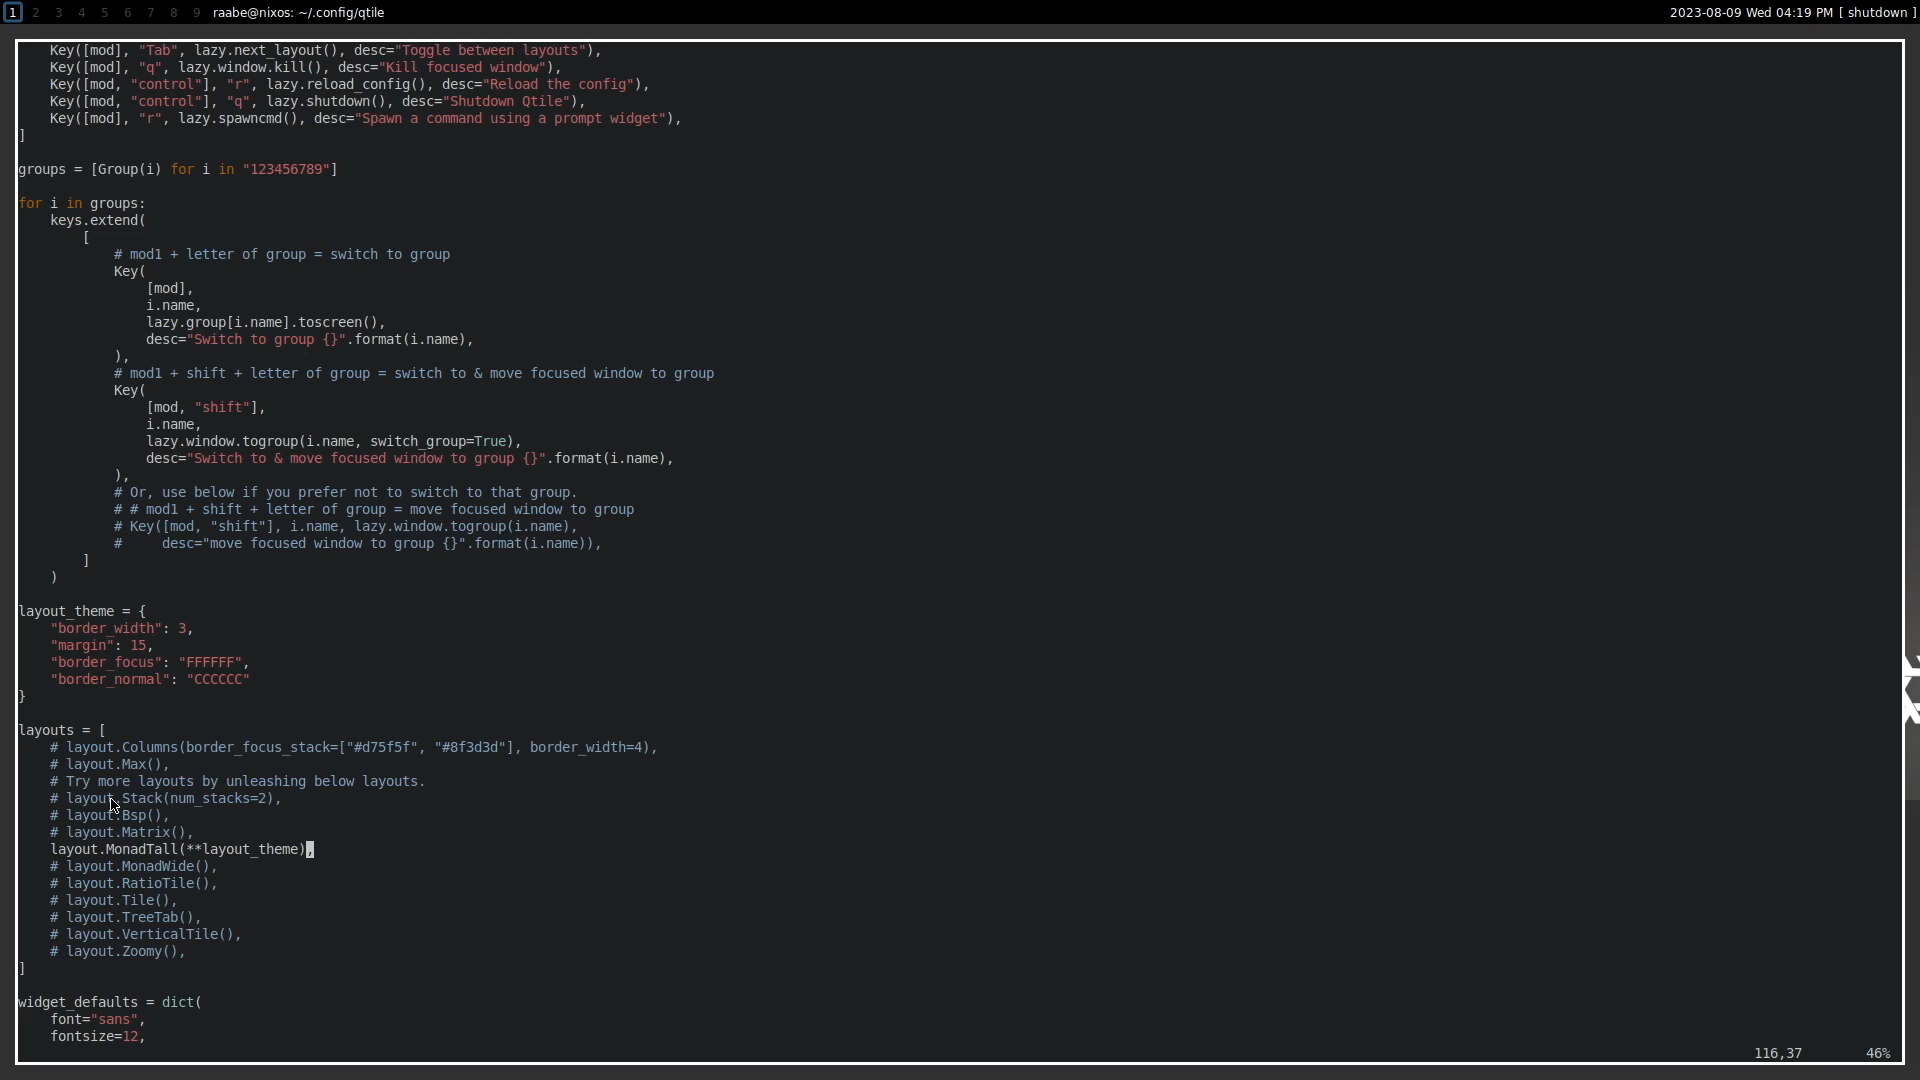 1 2 3 4 5 6 7 8 9 raabe@nixos: ~/.config/qtile 2023-08-09 Wed 04:19 PM [ shutdown ]
    Key([mod], "Tab", lazy.next_layout(), desc="Toggle between layouts"),
    Key([mod], "q", lazy.window.kill(), desc="Kill focused window"),
    Key([mod, "control"], "r", lazy.reload_config(), desc="Reload the config"),
    Key([mod, "control"], "q", lazy.shutdown(), desc="Shutdown Qtile"),
    Key([mod], "r", lazy.spawncmd(), desc="Spawn a command using a prompt widget"),
]
groups = [Group(i) for i in "123456789"]
for i in groups:
    keys.extend(
        [
            # mod1 + letter of group = switch to group
            Key(
                [mod],
                i.name,
                lazy.group[i.name].toscreen(),
                desc="Switch to group {}".format(i.name),
            ),
            # mod1 + shift + letter of group = switch to & move focused window to group
            Key(
                [mod, "shift"],
                i.name,
                lazy.window.togroup(i.name, switch_group=True),
                desc="Switch to & move focused window to group {}".format(i.name),
            ),
            # Or, use below if you prefer not to switch to that group.
            # # mod1 + shift + letter of group = move focused window to group
            # Key([mod, "shift"], i.name, lazy.window.togroup(i.name),
            #     desc="move focused window to group {}".format(i.name)),
        ]
    )
layout_theme = {
    "border_width": 3,
    "margin": 15,
    "border_focus": "FFFFFF",
    "border_normal": "CCCCCC"
}
layouts = [
    # layout.Columns(border_focus_stack=["#d75f5f", "#8f3d3d"], border_width=4),
    # layout.Max(),
    # Try more layouts by unleashing below layouts.
    # layout.Stack(num_stacks=2),
    # layout.Bsp(),
    # layout.Matrix(),
    layout.MonadTall(**layout_theme),
    # layout.MonadWide(),
    # layout.RatioTile(),
    # layout.Tile(),
    # layout.TreeTab(),
    # layout.VerticalTile(),
    # layout.Zoomy(),
]
widget_defaults = dict(
    font="sans",
    fontsize=12,
116,37 46%